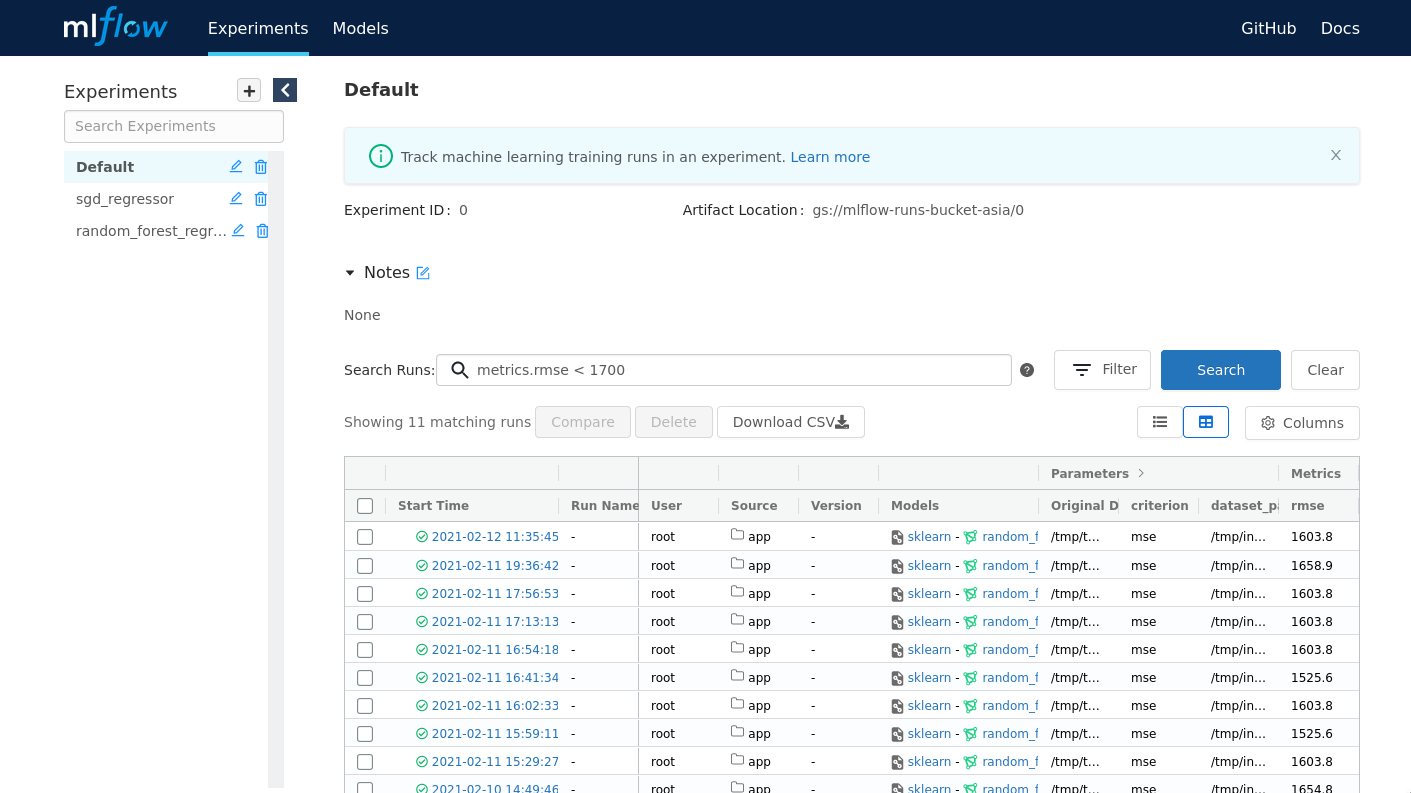 mlflow Experiments Models GitHub Docs
Experiments + <
Search Experiments
Default
sgd_regressor
random_forest_regr...
Default
Track machine learning training runs in an experiment. Learn more X
Experiment ID: 0 Artifact Location: gs://mlflow-runs-bucket-asia/0
Notes
None
Search Runs: metrics.rmse < 1700 ? Filter Search Clear
Showing 11 matching runs Compare Delete Download CSV Columns
Parameters > Metrics
Start Time Run Name User Source Version Models Original D criterion dataset_pa rmse
2021-02-12 11:35:45 - root app - sklearn - random_f /tmp/t... mse /tmp/in... 1603.8
2021-02-11 19:36:42 - root app - sklearn - random_f /tmp/t... mse /tmp/in... 1658.9
2021-02-11 17:56:53 - root app - sklearn - random_f /tmp/t... mse /tmp/in... 1603.8
2021-02-11 17:13:13 - root app - sklearn - random_f /tmp/t... mse /tmp/in... 1603.8
2021-02-11 16:54:18 - root app - sklearn - random_f /tmp/t... mse /tmp/in... 1603.8
2021-02-11 16:41:34 - root app - sklearn - random_f /tmp/t... mse /tmp/in... 1525.6
2021-02-11 16:02:33 - root app - sklearn - random_f /tmp/t... mse /tmp/in... 1603.8
2021-02-11 15:59:11 - root app - sklearn - random_f /tmp/t... mse /tmp/in... 1525.6
2021-02-11 15:29:27 - root app - sklearn - random_f /tmp/t... mse /tmp/in... 1603.8
2021-02-10 14:49:46 - root app - sklearn - random_f /tmp/t... mse /tmp/in... 1654.8